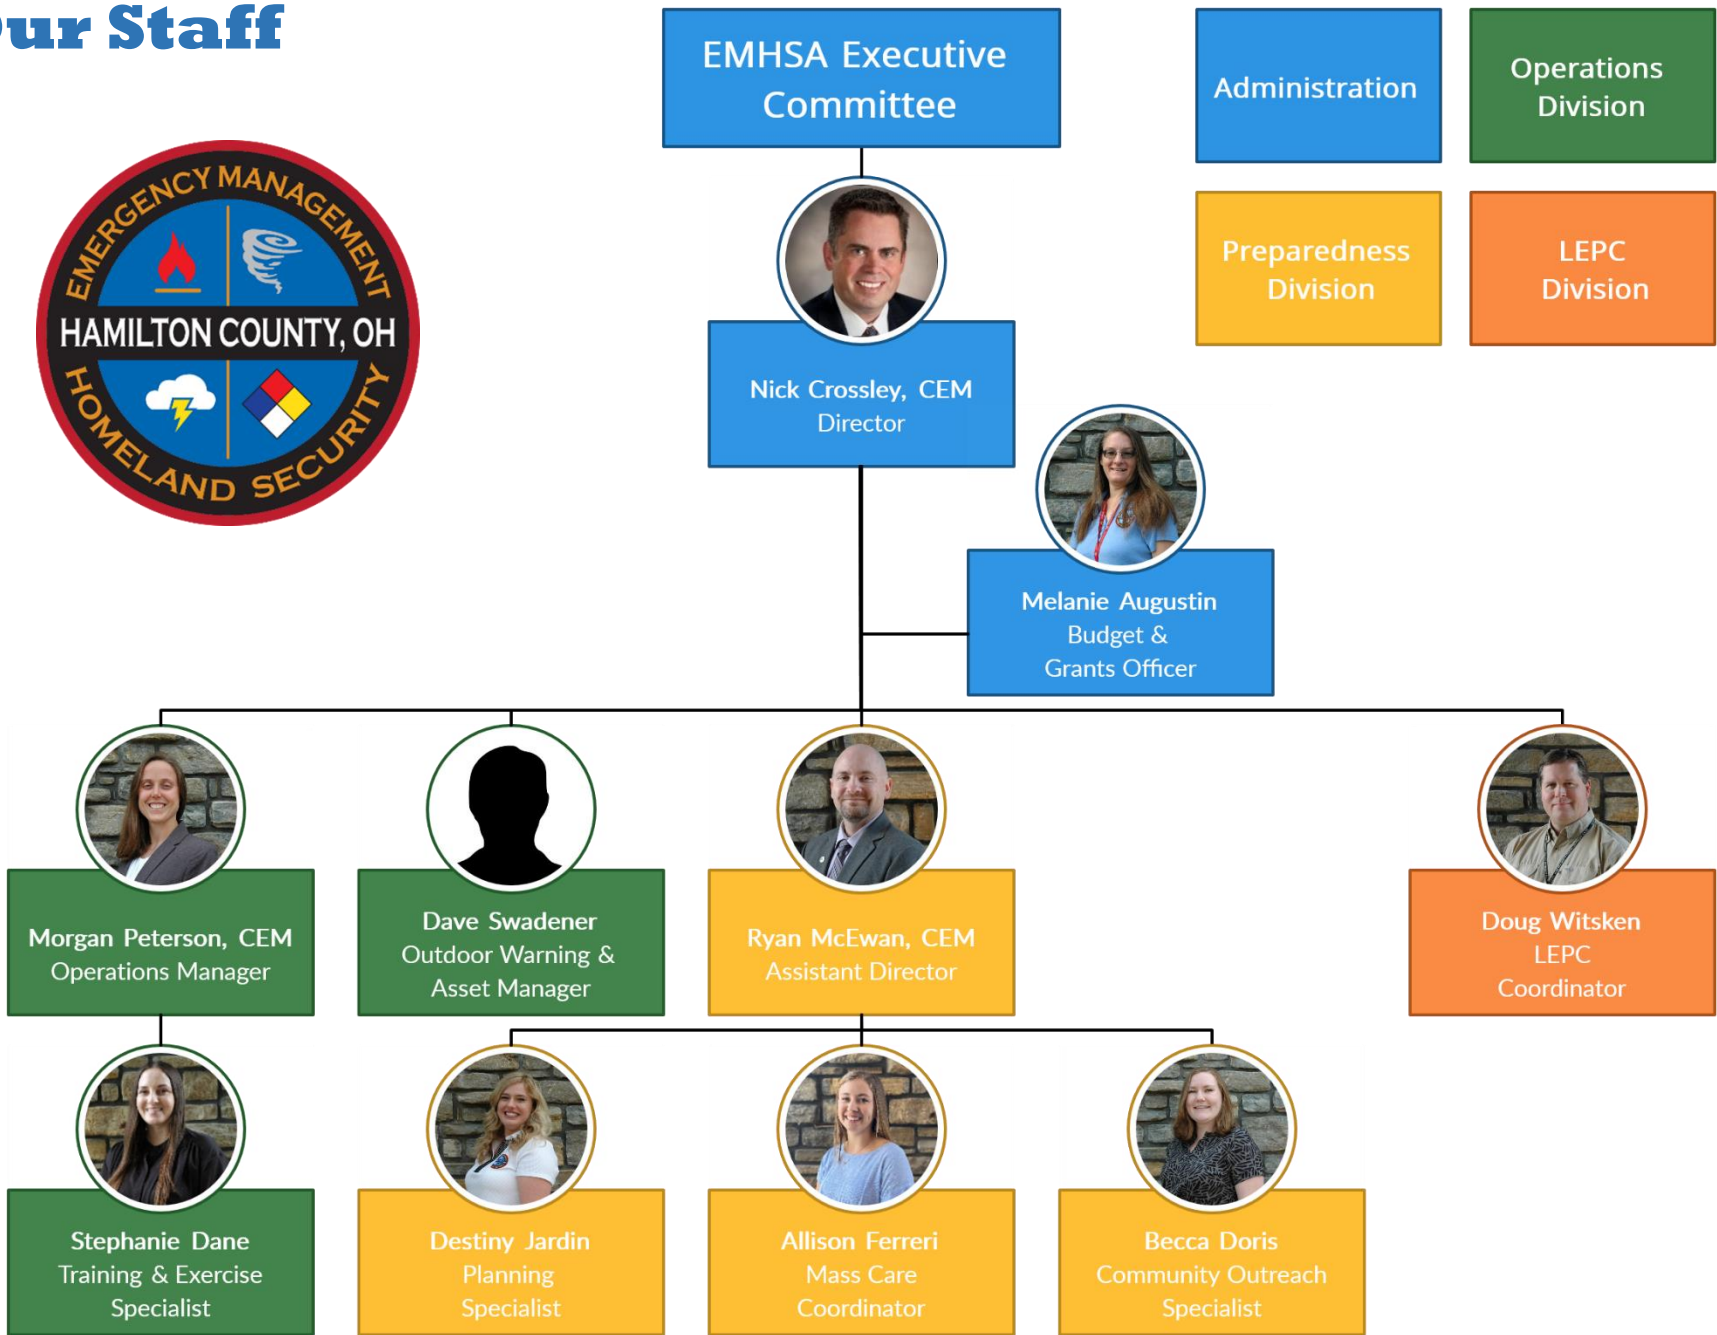 Our Staff
EMHSA Executive
Committee
Administration
Operations
Division
Preparedness
Division
LEPC
Division
EMERGENCY MANAGEMENT
HAMILTON COUNTY, OH
HOMELAND SECURITY
Nick Crossley, CEM
Director
Melanie Augustin
Budget &
Grants Officer
Morgan Peterson, CEM
Operations Manager
Dave Swadener
Outdoor Warning &
Asset Manager
Ryan McEwan, CEM
Assistant Director
Doug Witsken
LEPC
Coordinator
Stephanie Dane
Training & Exercise
Specialist
Destiny Jardin
Planning
Specialist
Allison Ferreri
Mass Care
Coordinator
Becca Doris
Community Outreach
Specialist